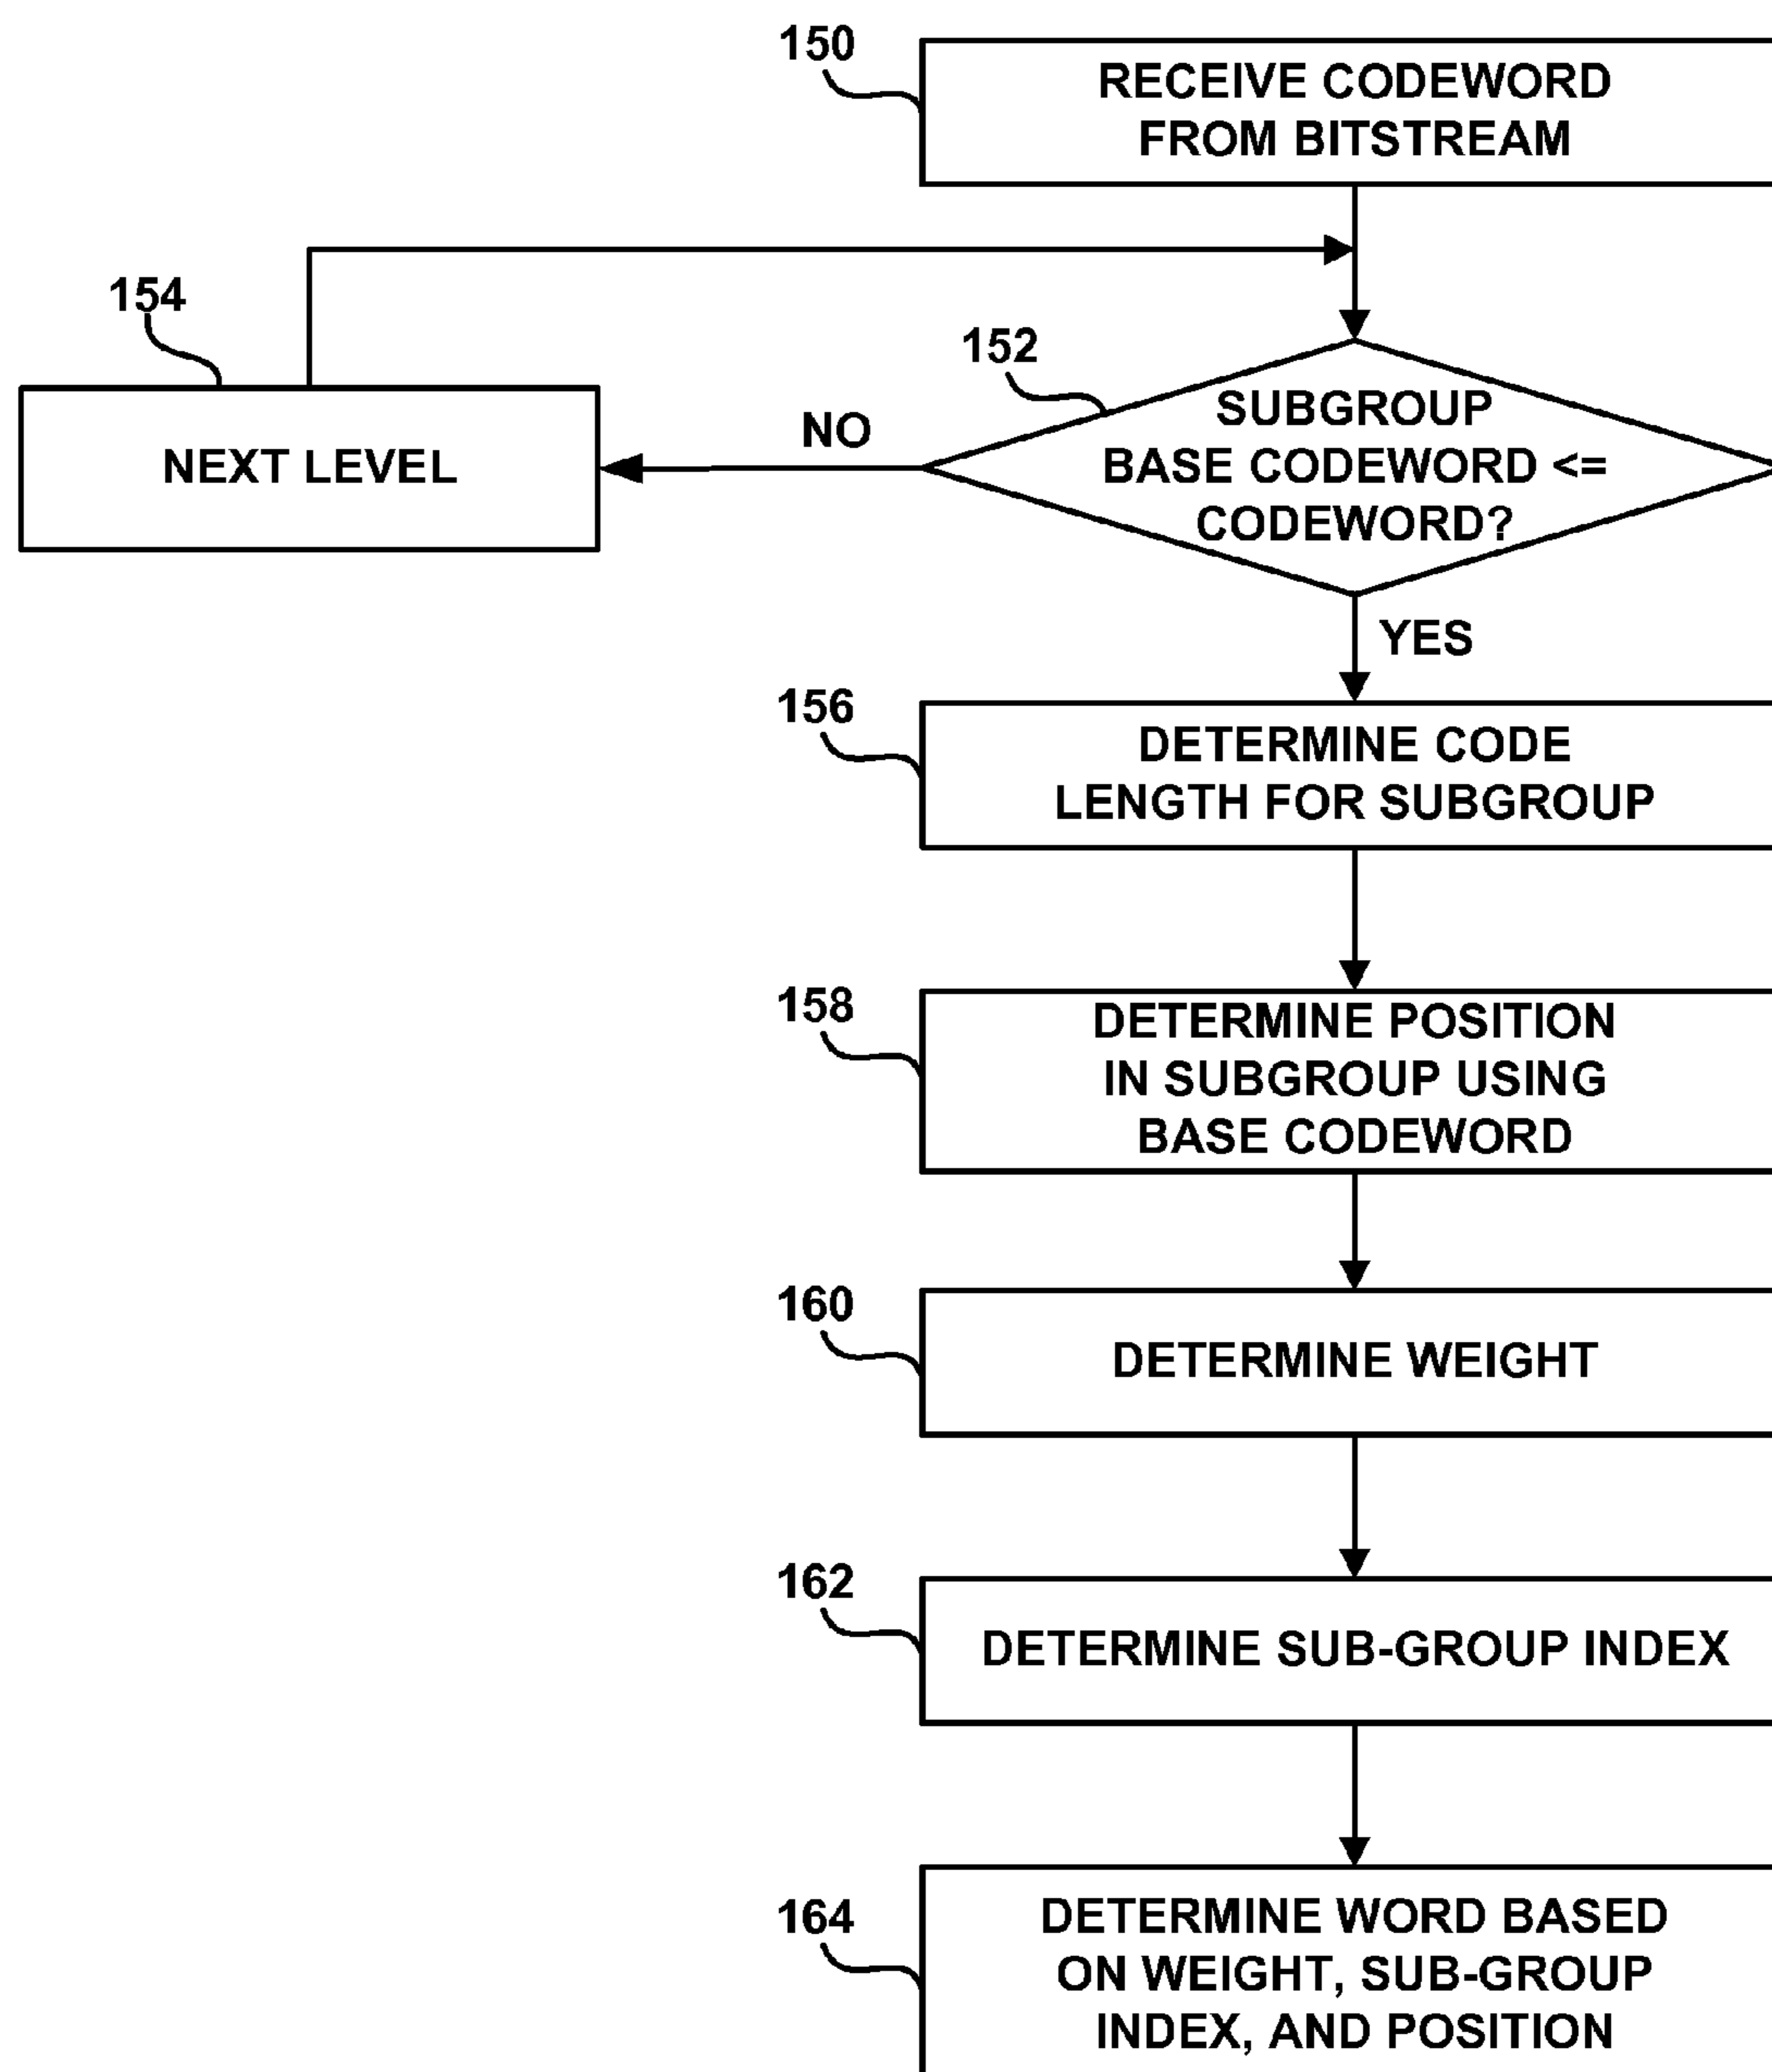 150
RECEIVE CODEWORD
FROM BITSTREAM
154
152
SUBGROUP
BASE CODEWORD <=
CODEWORD?
NO
NEXT LEVEL
YES
156
DETERMINE CODE
LENGTH FOR SUBGROUP
158
DETERMINE POSITION
IN SUBGROUP USING
BASE CODEWORD
160
DETERMINE WEIGHT
162
DETERMINE SUB-GROUP INDEX
164
DETERMINE WORD BASED
ON WEIGHT, SUB-GROUP
INDEX, AND POSITION